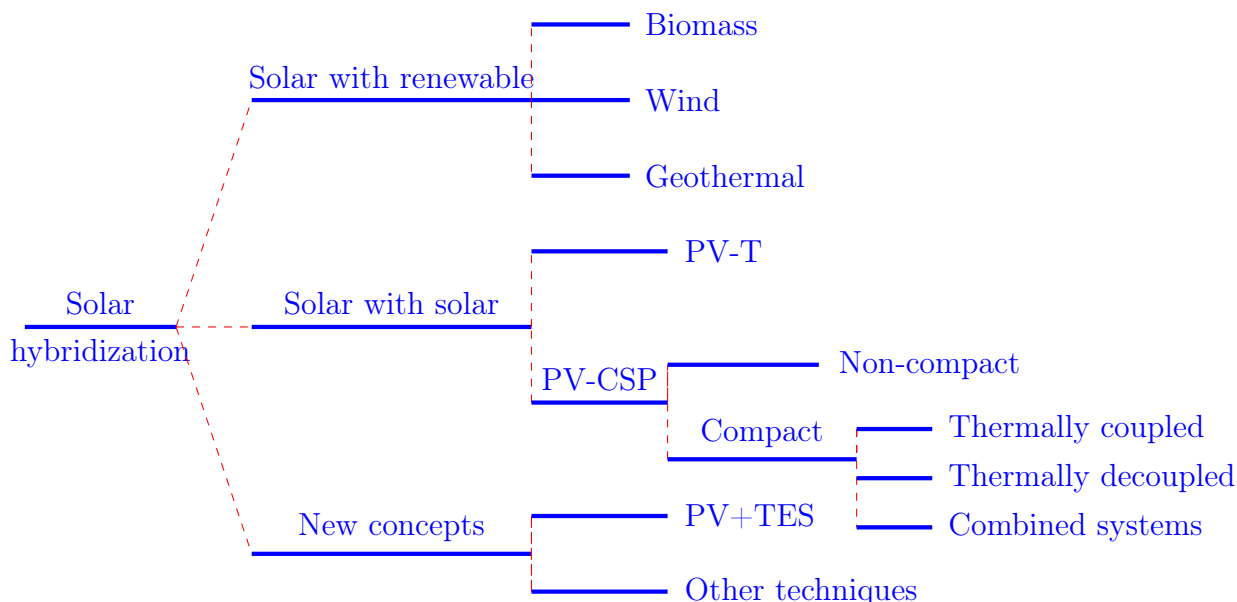 Biomass
Solar with renewable
Wind
Geothermal
PV-T
Solar
hybridization
Solar with solar
PV-CSP
Non-compact
Compact
Thermally coupled
Thermally decoupled
Combined systems
New concepts
PV+TES
Other techniques